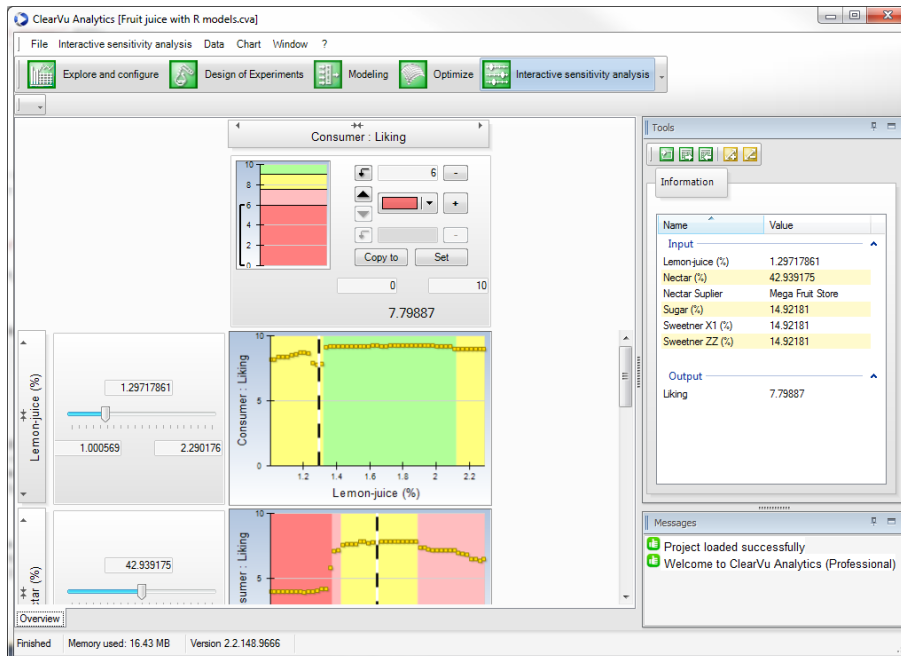 ClearVu Analytics [Fruit juice with R models.cva]
File Interactive sensitivity analysis Data Chart Window ?
Explore and configure Design of Experiments Modeling Optimize Interactive sensitivity analysis
Consumer : Liking
10
8
6
4
2
0
6 -
+
-
Copy to Set
0 10
7.79887
Lemon-juice (%)
1.29717861
1.000569 2.290176
Consumer : Liking
10
5
0
1.2 1.4 1.6 1.8 2 2.2
Lemon-juice (%)
ctar (%)
42.939175
onsumer : Liking
10
5
Tools
Information
Name Value
Input
Lemon-juice (%) 1.29717861
Nectar (%) 42.939175
Nectar Suplier Mega Fruit Store
Sugar (%) 14.92181
Sweetner X1 (%) 14.92181
Sweetner ZZ (%) 14.92181
Output
Liking 7.79887
Messages
Project loaded successfully
Welcome to ClearVu Analytics (Professional)
Overview
Finished Memory used: 16.43 MB Version 2.2.148.9666